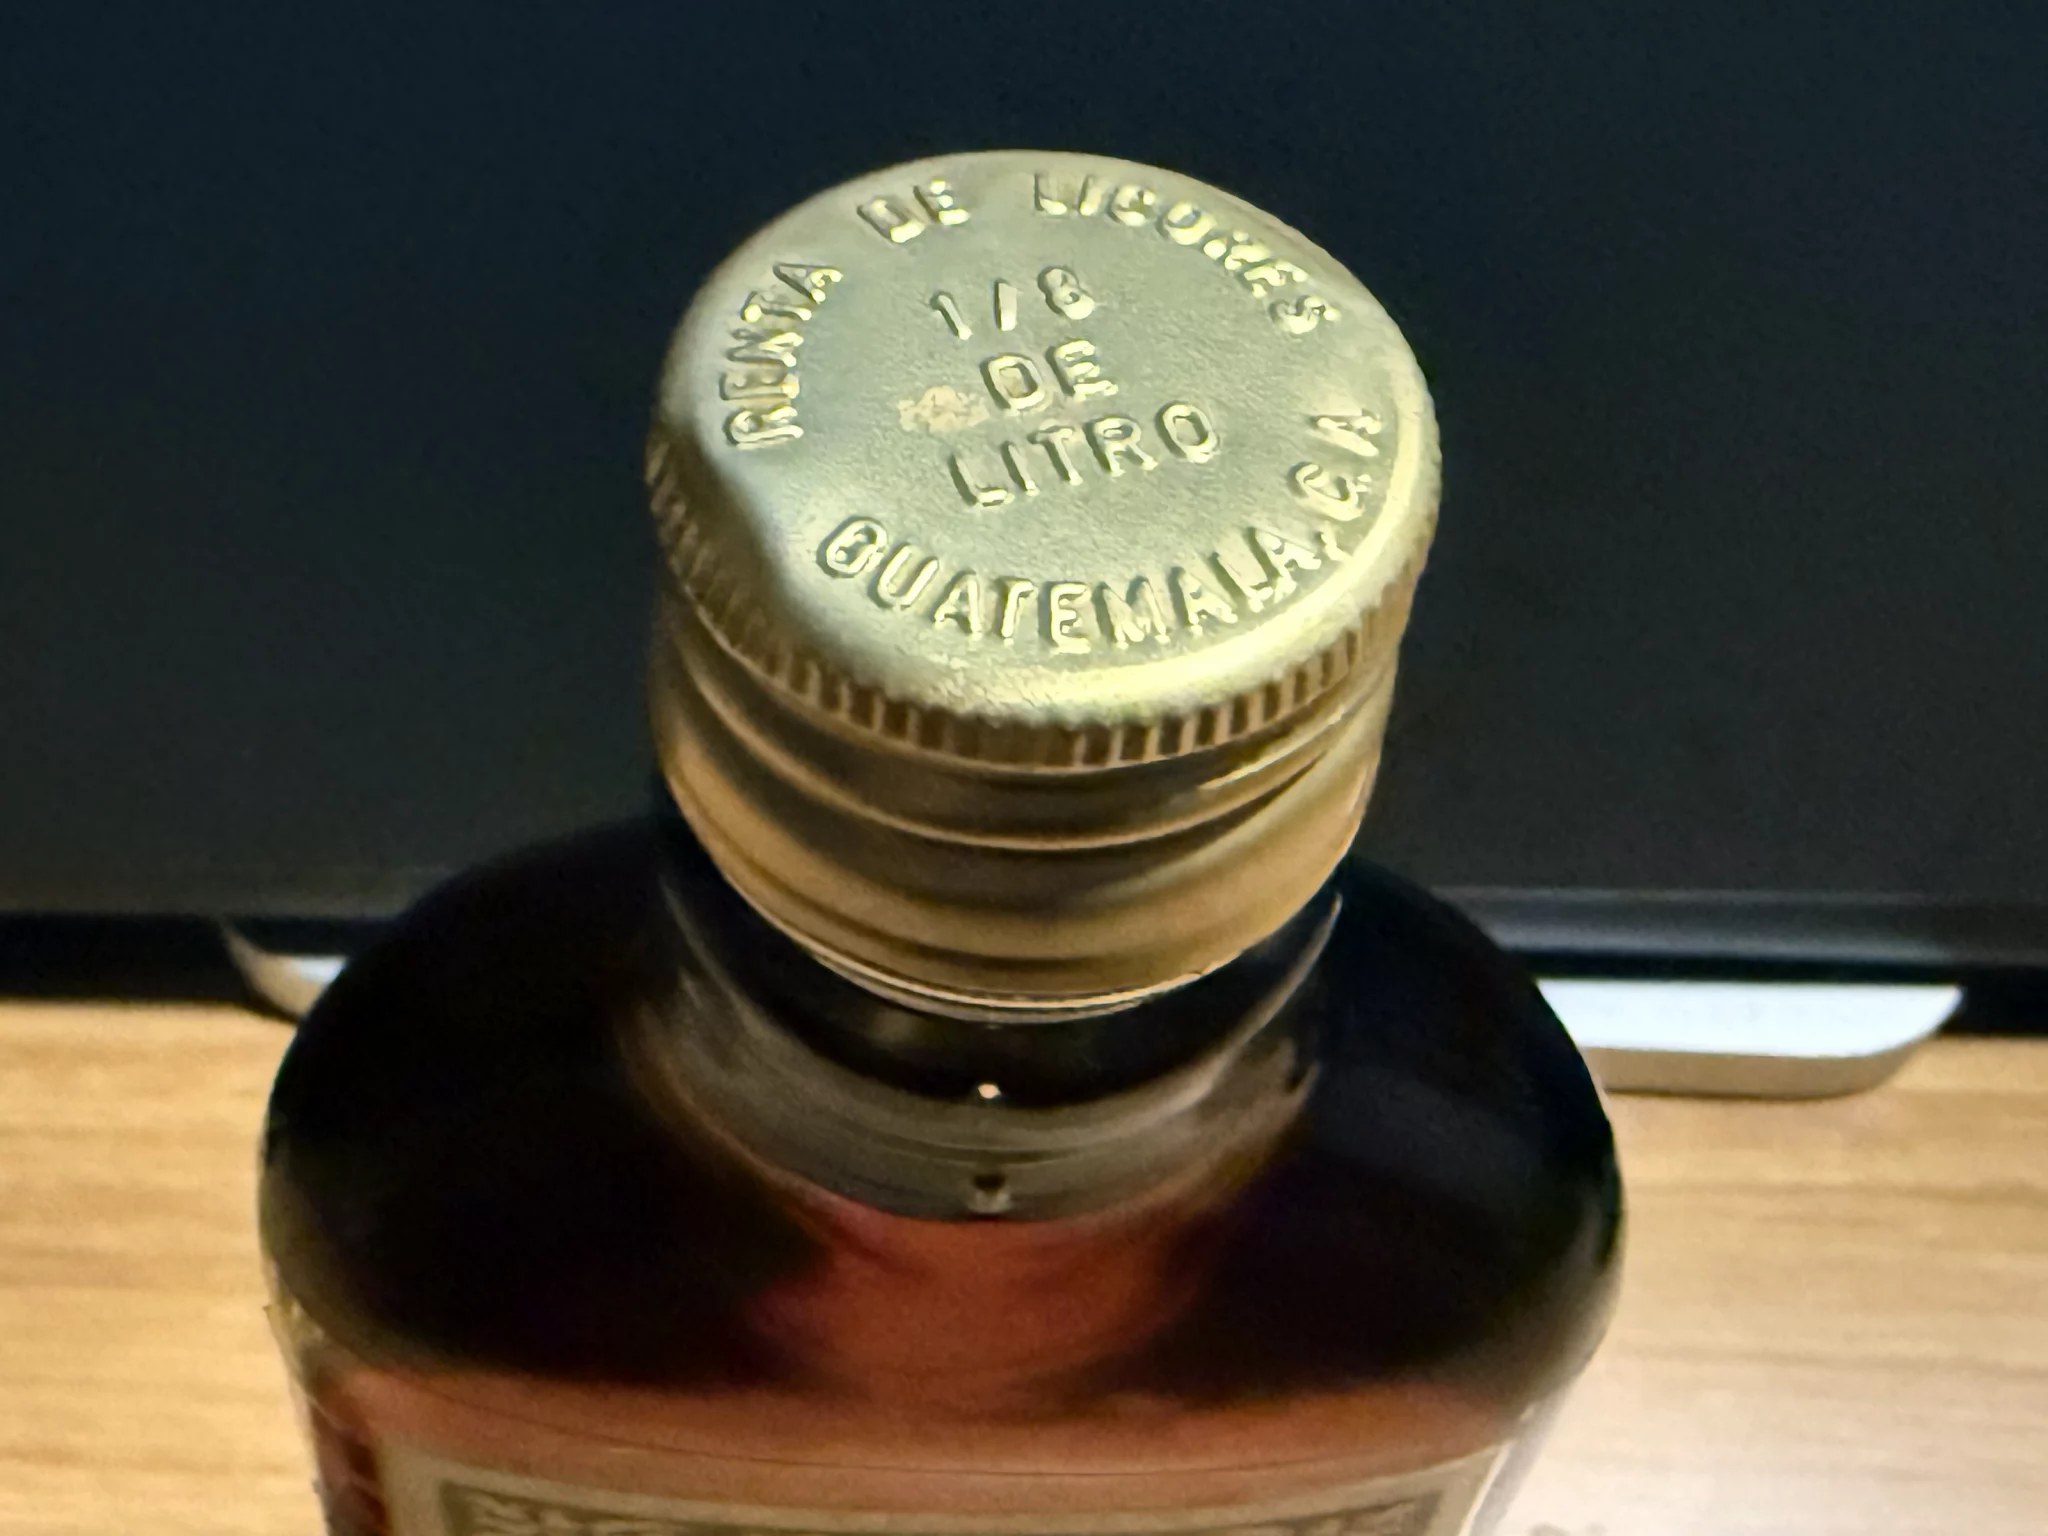 RENTA DE LICORES
1/8
DE
LITRO
GUATEMALA, C.A